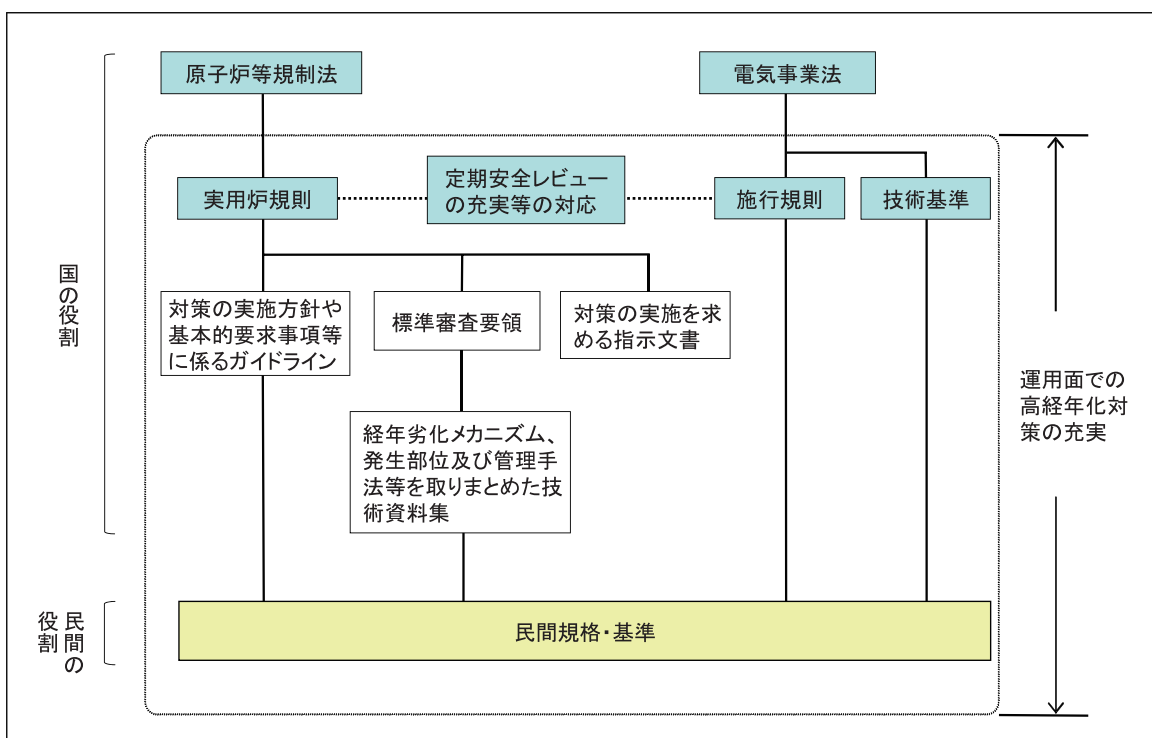 原子炉等規制法
電気事業法
実用炉規則
定期安全レビュー
の充実等の対応
施行規則
技術基準
国の役割
対策の実施方針や
基本的要求事項等
に係るガイドライン
標準審査要領
対策の実施を求
める指示文書
運用面での
高経年化対
策の充実
経年劣化メカニズム、
発生部位及び管理手
法等を取りまとめた技
術資料集
民間の
役割
民間規格・基準